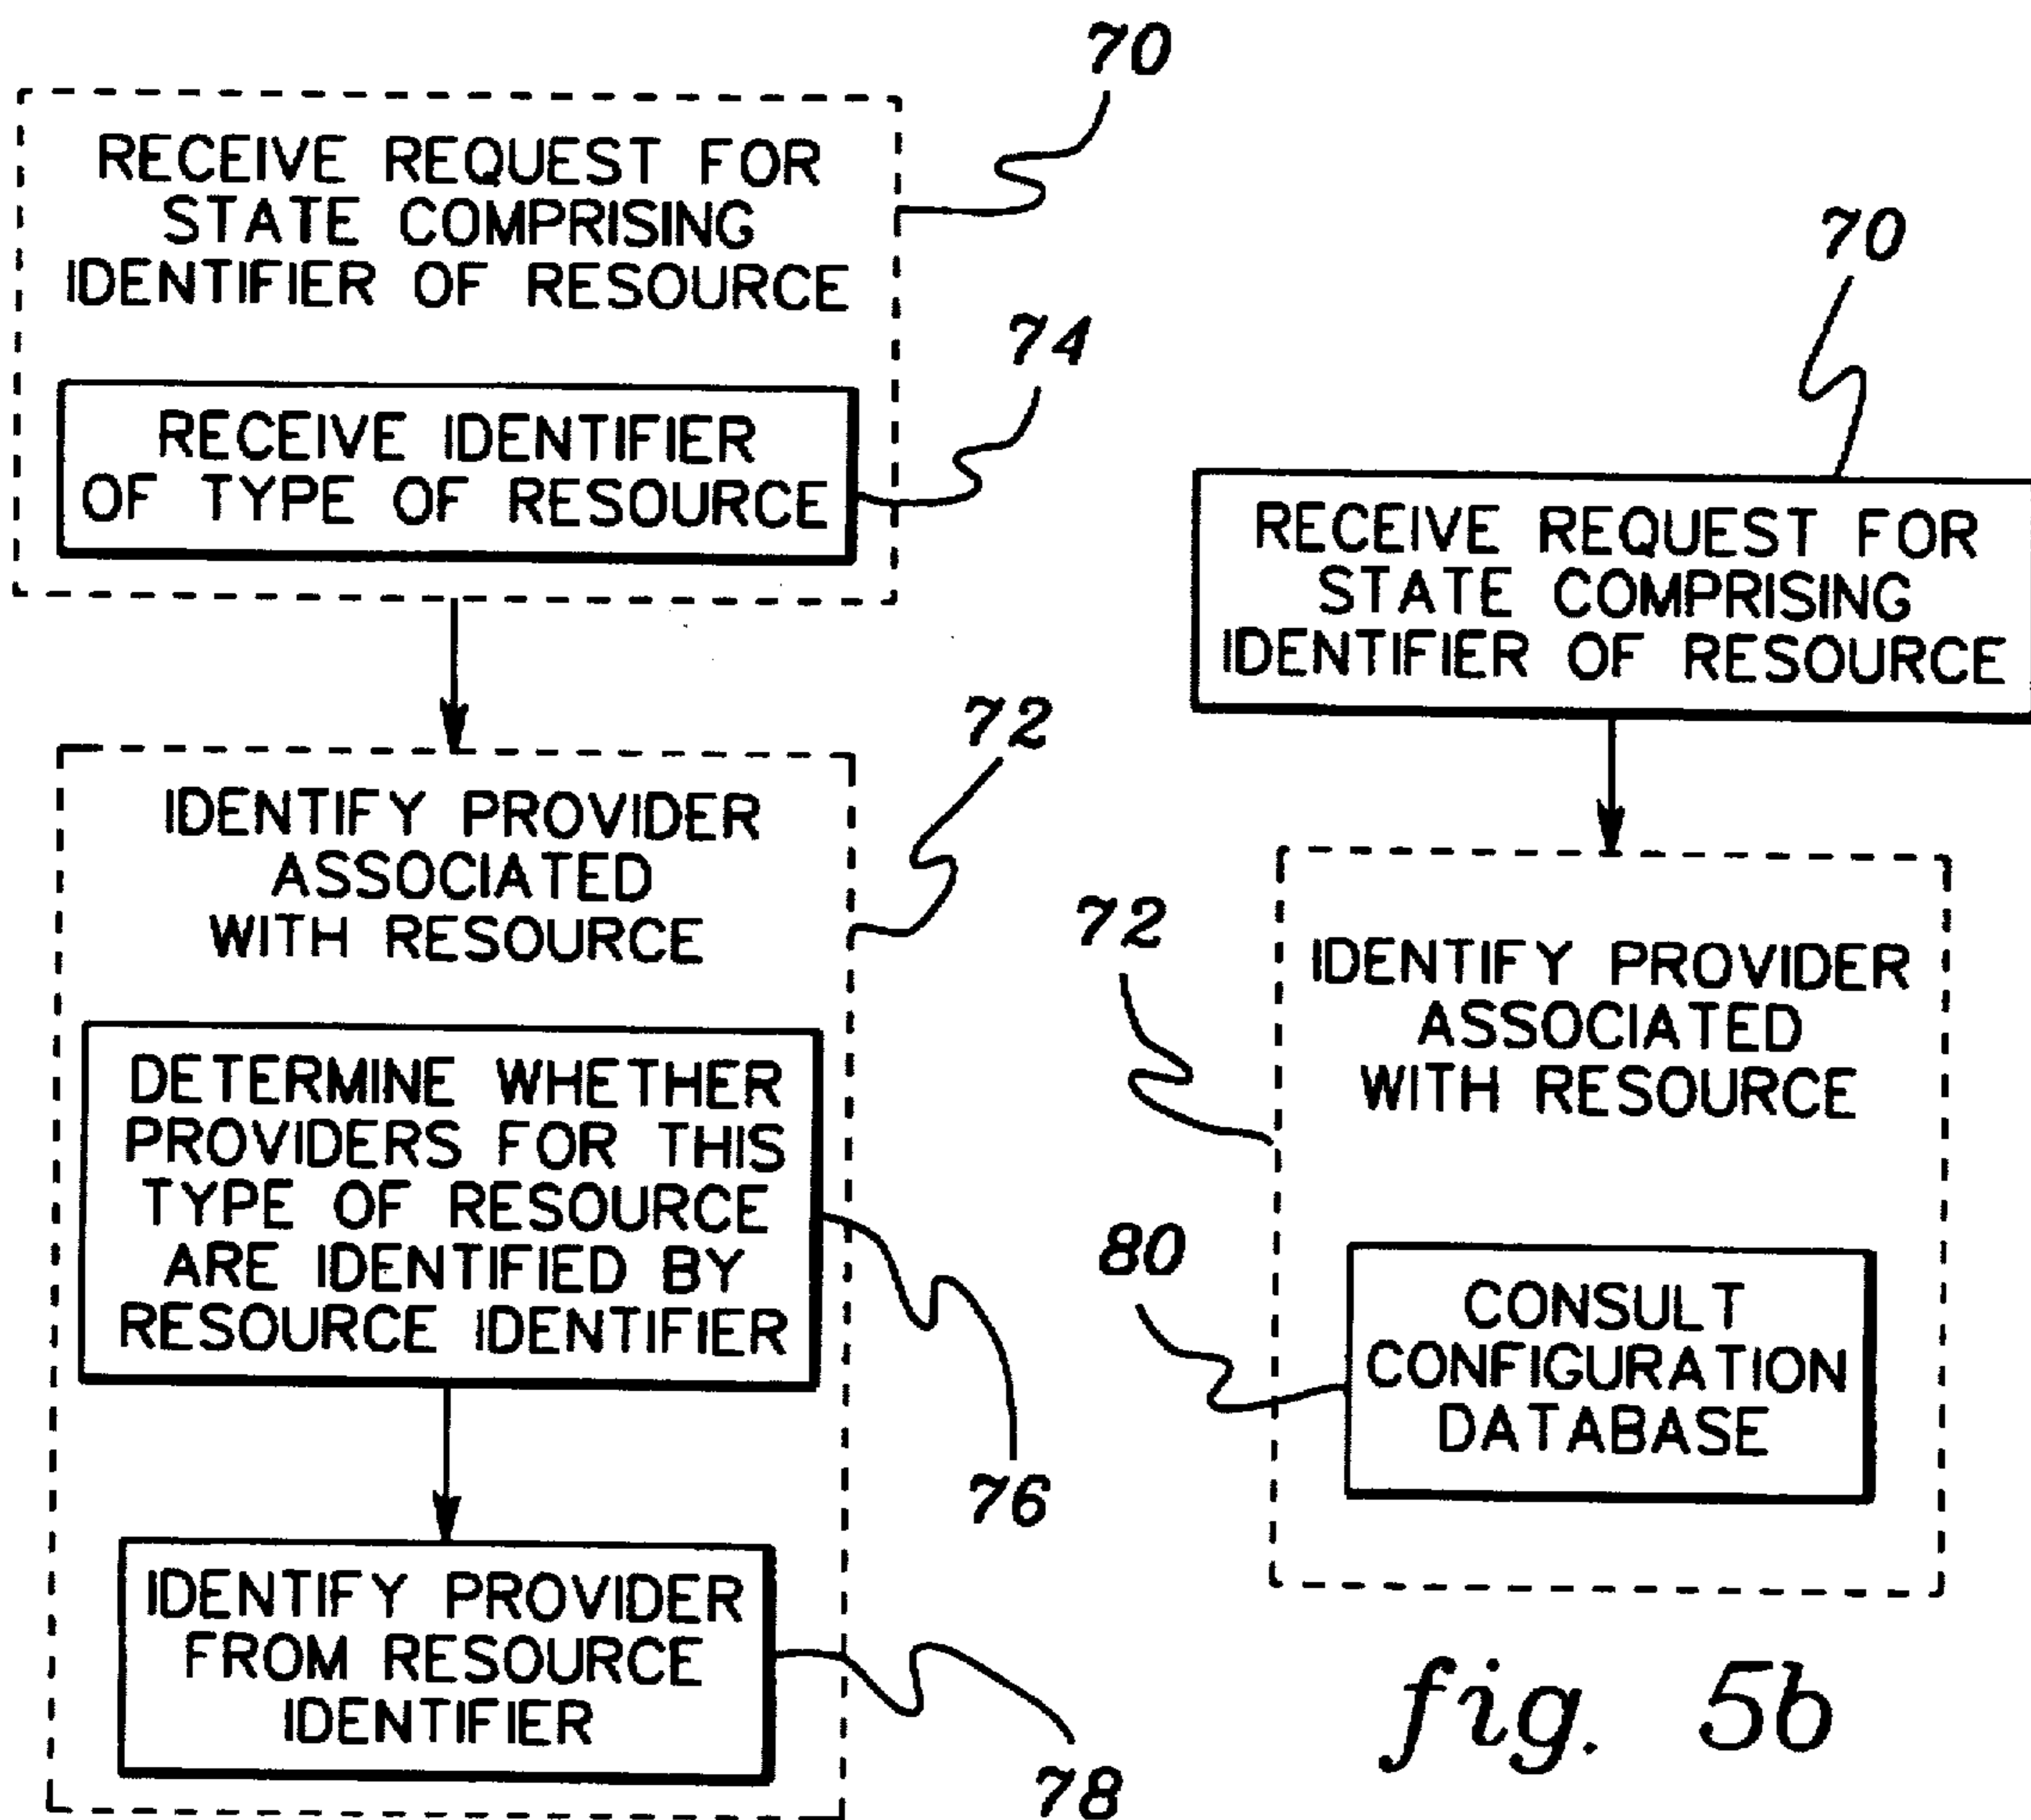 70
RECEIVE REQUEST FOR
STATE COMPRISING
IDENTIFIER OF RESOURCE
74
RECEIVE IDENTIFIER
OF TYPE OF RESOURCE
72
IDENTIFY PROVIDER
ASSOCIATED
WITH RESOURCE
DETERMINE WHETHER
PROVIDERS FOR THIS
TYPE OF RESOURCE
ARE IDENTIFIED BY
RESOURCE IDENTIFIER
76
IDENTIFY PROVIDER
FROM RESOURCE
IDENTIFIER
78
70
RECEIVE REQUEST FOR
STATE COMPRISING
IDENTIFIER OF RESOURCE
72
IDENTIFY PROVIDER
ASSOCIATED
WITH RESOURCE
80
CONSULT
CONFIGURATION
DATABASE
fig. 5b